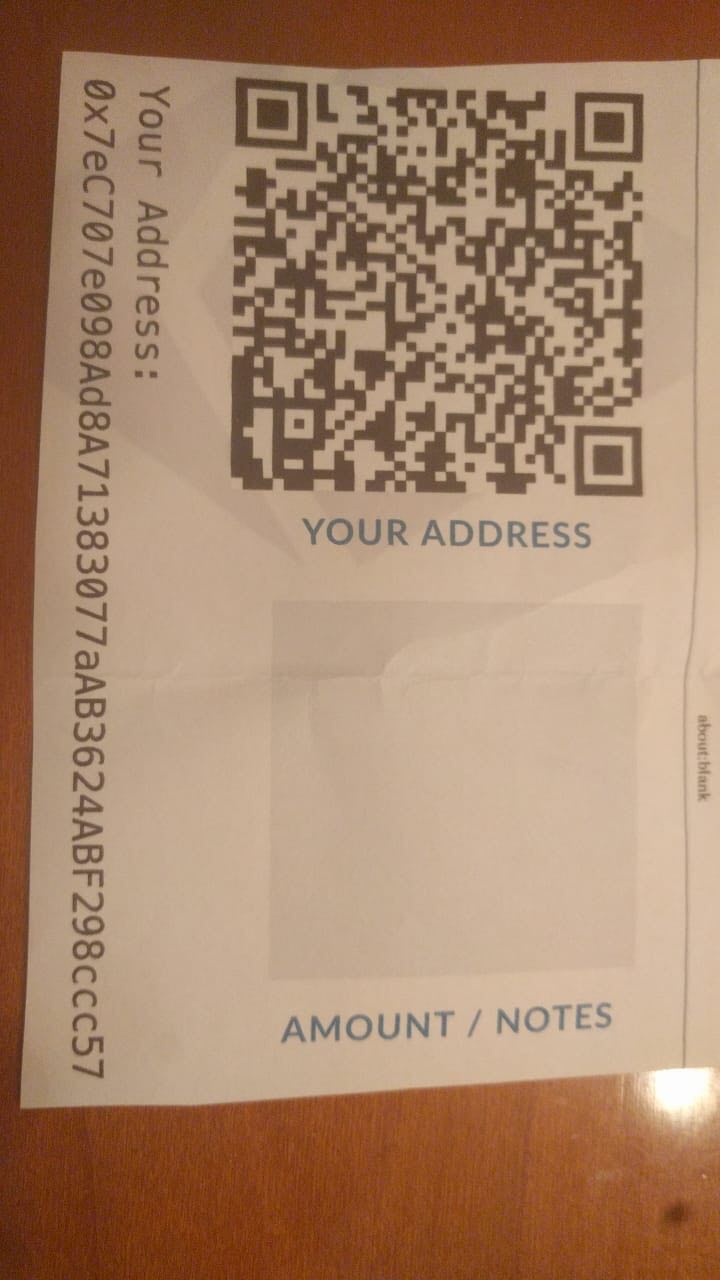 YOUR ADDRESS
AMOUNT / NOTES
Your Address:
0x7eC707e098Ad8A71383077aAB3624ABF298ccc57
about:blank